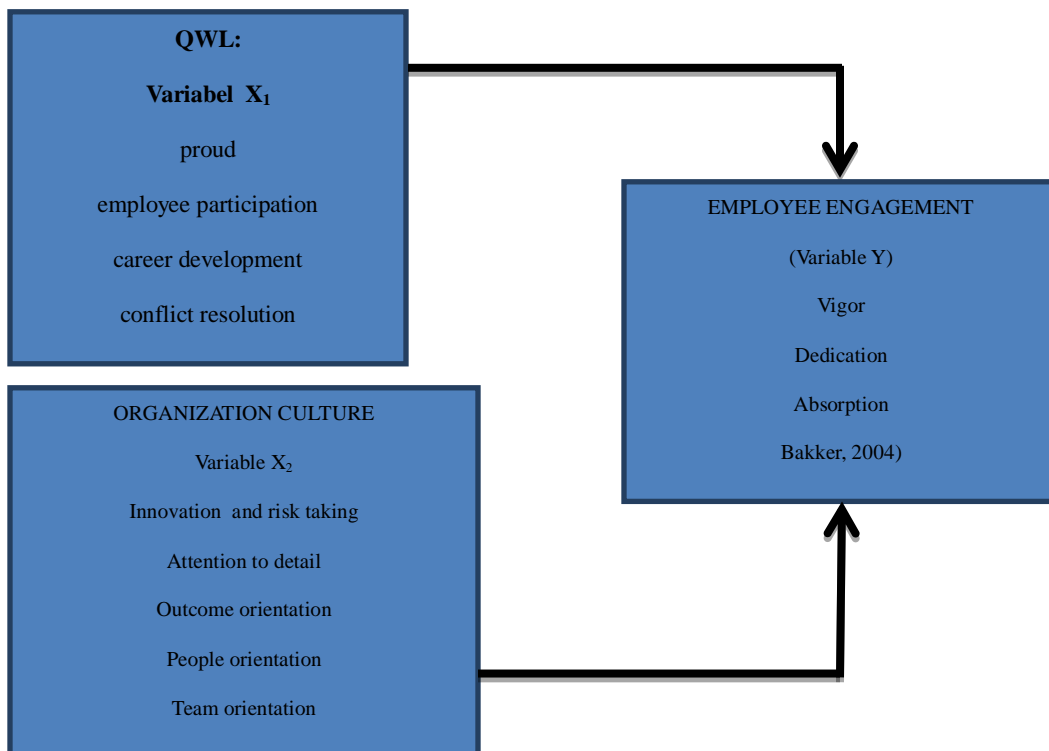 QWL:
Variabel X₁
proud
employee participation
career development
conflict resolution
ORGANIZATION CULTURE
Variable X₂
Innovation and risk taking
Attention to detail
Outcome orientation
People orientation
Team orientation
EMPLOYEE ENGAGEMENT
(Variable Y)
Vigor
Dedication
Absorption
Bakker, 2004)